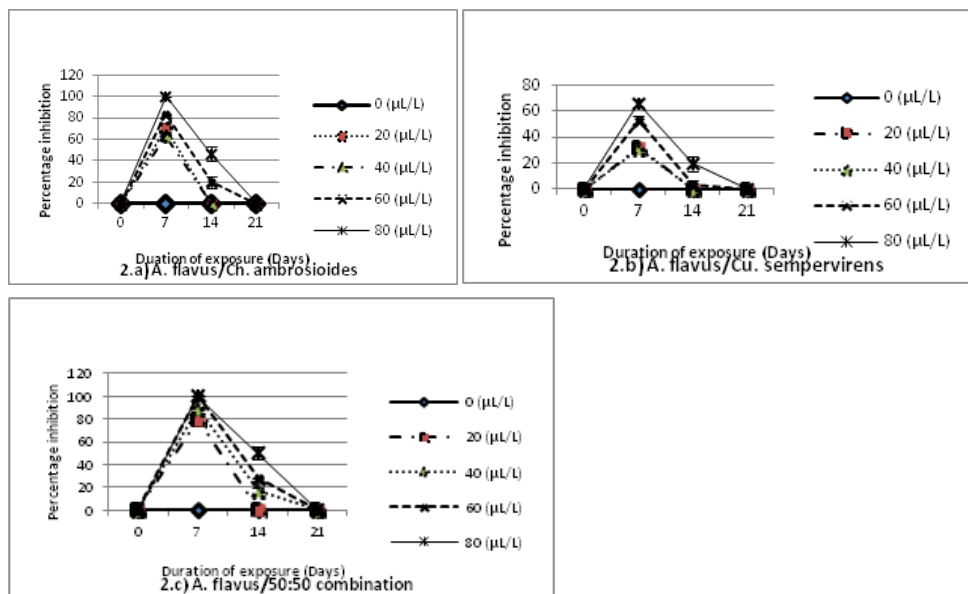 120
100
80
60
40
20
0
Percentage inhibition
0 7 14 21
Duation of exposure (Days)
2.a) A. flavus/Ch. ambrosioides
0 (µL/L)
20 (µL/L)
40 (µL/L)
60 (µL/L)
80 (µL/L)
80
60
40
20
0
Percentage inhibition
0 7 14 21
Duration of exposure (Days)
2.b) A. flavus/Cu. sempervirens
0 (µL/L)
20 (µL/L)
40 (µL/L)
60 (µL/L)
80 (µL/L)
120
100
80
60
40
20
0
Percentage inhibition
0 7 14 21
Duration of exposure (Days)
2.c) A. flavus/50:50 combination
0 (µL/L)
20 (µL/L)
40 (µL/L)
60 (µL/L)
80 (µL/L)